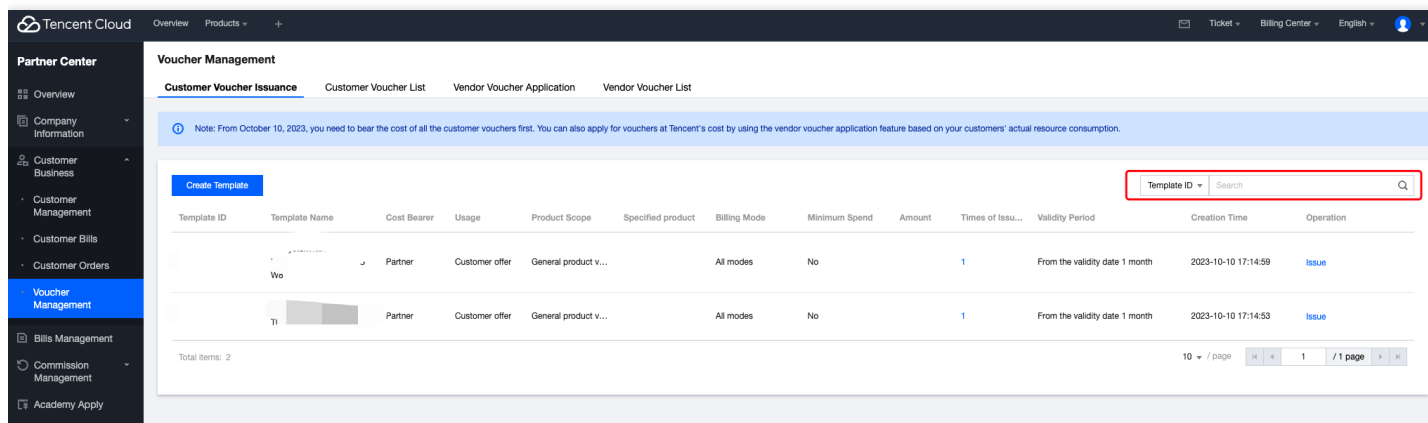 Tencent Cloud
Overview
Products
+
Ticket
Billing Center
English
Partner Center
Overview
Company
Information
Customer
Business
Customer
Management
Customer Bills
Customer Orders
Voucher
Management
Bills Management
Commission
Management
Academy Apply
Voucher Management
Customer Voucher Issuance
Customer Voucher List
Vendor Voucher Application
Vendor Voucher List
Note: From October 10, 2023, you need to bear the cost of all the customer vouchers first. You can also apply for vouchers at Tencent's cost by using the vendor voucher application feature based on your customers' actual resource consumption.
Create Template
Template ID
Search
Template ID Template Name Cost Bearer Usage Product Scope Specified product Billing Mode Minimum Spend Amount Times of Issu... Validity Period Creation Time Operation
Partner Customer offer General product v... All modes No 1 From the validity date 1 month 2023-10-10 17:14:59 Issue
Partner Customer offer General product v... All modes No 1 From the validity date 1 month 2023-10-10 17:14:53 Issue
Total items: 2
10 / page 1 / 1 page